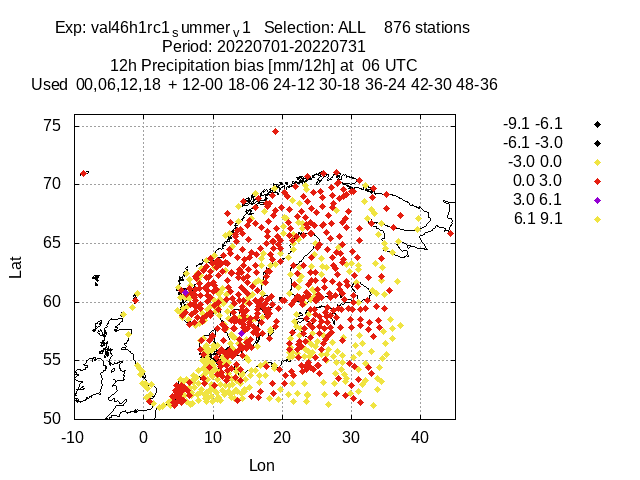 Exp: val46h1rc1summerv1   Selection: ALL    876 stations
Period: 20220701-20220731
12h Precipitation bias [mm/12h] at  06 UTC
Used  00,06,12,18  + 12-00 18-06 24-12 30-18 36-24 42-30 48-36
75
70
65
60
55
50
Lat
-10 0 10 20 30 40
Lon
-9.1 -6.1
-6.1 -3.0
-3.0 0.0
0.0 3.0
3.0 6.1
6.1 9.1